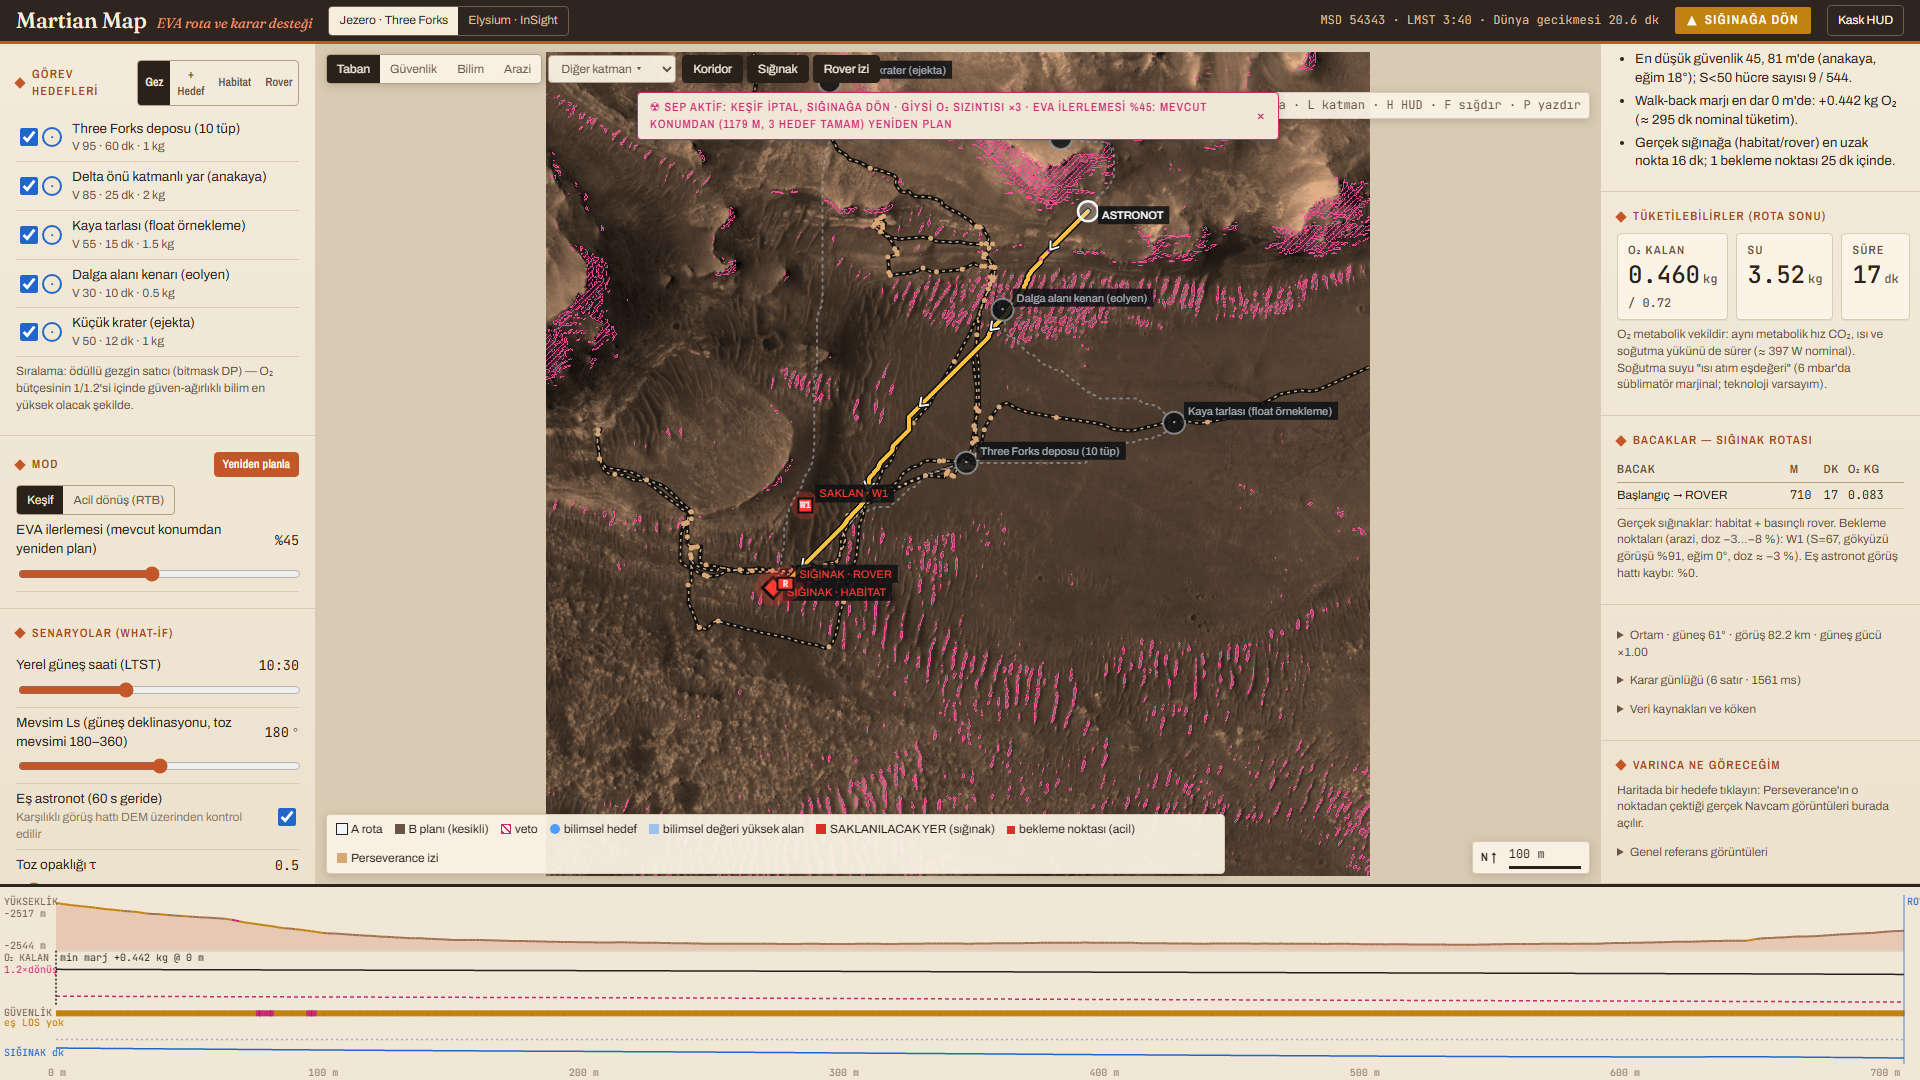 Martian Map EVA rota ve karar desteği
Jezero · Three Forks
Elysium · InSight
MSD 54343 · LMST 3:40 · Dünya gecikmesi 20.6 dk
▲ SIĞINAĞA DÖN
Kask HUD
GÖREV
HEDEFLERİ
Gez
+
Hedef
Habitat
Rover
Three Forks deposu (10 tüp)
V 95 · 60 dk · 1 kg
Delta önü katmanlı yar (anakaya)
V 85 · 25 dk · 2 kg
Kaya tarlası (float örnekleme)
V 55 · 15 dk · 1.5 kg
Dalga alanı kenarı (eolyen)
V 30 · 10 dk · 0.5 kg
Küçük krater (ejekta)
V 50 · 12 dk · 1 kg
Sıralama: ödüllü gezgin satıcı (bitmask DP) — O₂
bütçesinin 1/1.2'si içinde güven-ağırlıklı bilim en
yüksek olacak şekilde.
MOD
Yeniden planla
Keşif
Acil dönüş (RTB)
EVA ilerlemesi (mevcut konumdan
yeniden plan)
%45
SENARYOLAR (WHAT-İF)
Yerel güneş saati (LTST)
10:30
Mevsim Ls (güneş deklinasyonu, toz
mevsimi 180–360)
180 °
Eş astronot (60 s geride)
Karşılıklı görüş hattı DEM üzerinden kontrol
edilir
Toz opaklığı τ
0.5
Taban
Güvenlik
Bilim
Arazi
Diğer katman
Koridor
Sığınak
Rover izi
krater (ejekta)
☢ SEP AKTİF: KEŞİF İPTAL, SIĞINAĞA DÖN · GİYSİ O₂ SIZINTISI ×3 · EVA İLERLEMESİ %45: MEVCUT
KONUMDAN (1179 M, 3 HEDEF TAMAM) YENİDEN PLAN
×
a · L katman · H HUD · F sığdır · P yazdır
ASTRONOT
Dalga alanı kenarı (eolyen)
Kaya tarlası (float örnekleme)
Three Forks deposu (10 tüp)
SAKLAN · W1
W1
SIĞINAK · ROVER
R
SIĞINAK · HABİTAT
A rota
B planı (kesikli)
veto
bilimsel hedef
bilimsel değeri yüksek alan
SAKLANILACAK YER (sığınak)
bekleme noktası (acil)
Perseverance izi
N↑
100 m
En düşük güvenlik 45, 81 m'de (anakaya,
eğim 18°); S<50 hücre sayısı 9 / 544.
Walk-back marjı en dar 0 m'de: +0.442 kg O₂
(≈ 295 dk nominal tüketim).
Gerçek sığınağa (habitat/rover) en uzak
nokta 16 dk; 1 bekleme noktası 25 dk içinde.
TÜKETİLEBİLİRLER (ROTA SONU)
O₂ KALAN
0.460 kg
/ 0.72
SU
3.52 kg
SÜRE
17 dk
O₂ metabolik vekildir: aynı metabolik hız CO₂, ısı ve
soğutma yükünü de sürer (≈ 397 W nominal).
Soğutma suyu "ısı atım eşdeğeri" (6 mbar'da
süblimatör marjinal; teknoloji varsayım).
BACAKLAR — SIĞINAK ROTASI
BACAK M DK O₂ KG
Başlangıç → ROVER 710 17 0.083
Gerçek sığınaklar: habitat + basınçlı rover. Bekleme
noktaları (arazi, doz −3…−8 %): W1 (S=67, gökyüzü
görüşü %91, eğim 0°, doz ≈ −3 %). Eş astronot görüş
hattı kaybı: %0.
Ortam · güneş 61° · görüş 82.2 km · güneş gücü
×1.00
Karar günlüğü (6 satır · 1561 ms)
Veri kaynakları ve köken
VARINCA NE GÖRECEĞİM
Haritada bir hedefe tıklayın: Perseverance'ın o
noktadan çektiği gerçek Navcam görüntüleri burada
açılır.
Genel referans görüntüleri
YÜKSEKLİK
-2517 m
-2544 m
O₂ KALAN
min marj +0.442 kg @ 0 m
1.2×dönüş
GÜVENLİK
eş LOS yok
SIĞINAK dk
RO
0 m
100 m
200 m
300 m
400 m
500 m
600 m
700 m